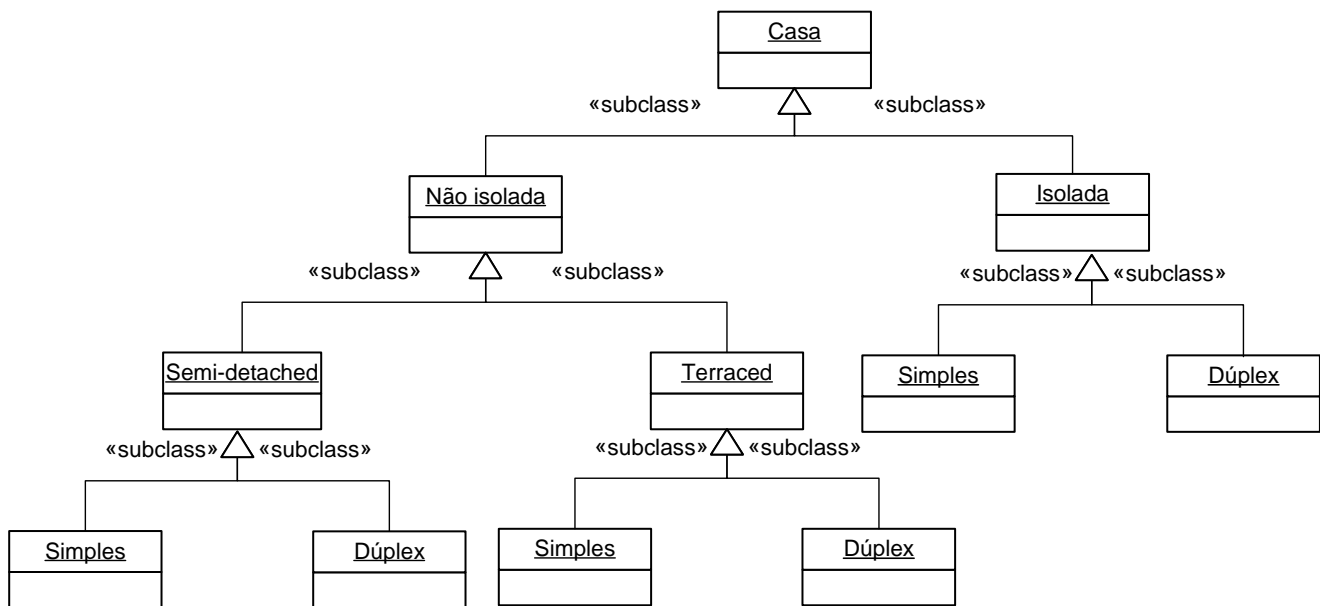 Casa
«subclass» «subclass»
Não isolada
Isolada
«subclass» «subclass»
«subclass» «subclass»
Semi-detached
Terraced
Simples
Dúplex
«subclass» «subclass»
«subclass» «subclass»
Simples
Dúplex
Simples
Dúplex